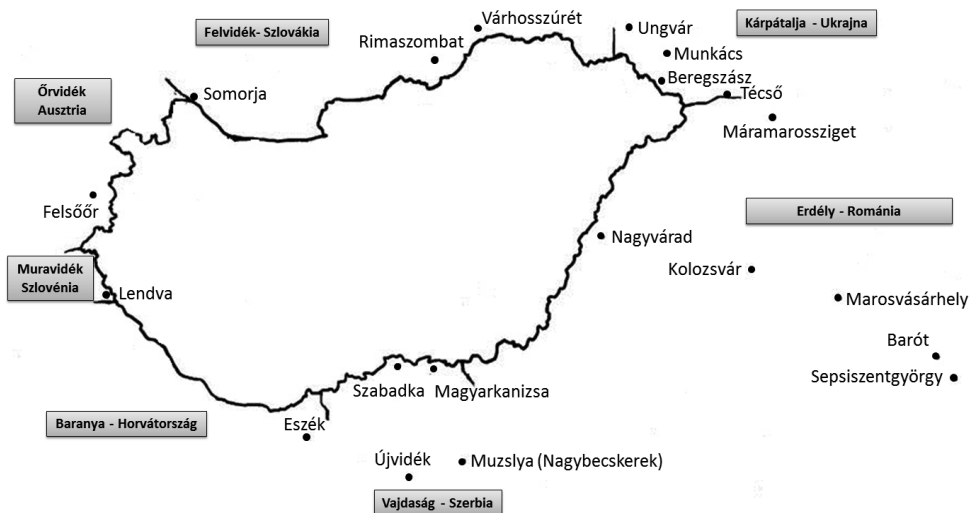 Várhosszúrét
Ungvár
Kárpátalja - Ukrajna
Felvidék- Szlovákia
Rimaszombat
Munkács
Beregszász
Őrvidék
Ausztria
Somorja
Técső
Máramarossziget
Felsőőr
Erdély - Románia
Nagyvárad
Muravidék
Szlovénia
Kolozsvár
Lendva
Marosvásárhely
Barót
Sepsiszentgyörgy
Szabadka
Magyarkanizsa
Baranya - Horvátország
Eszék
Újvidék
Muzslya (Nagybecskerek)
Vajdaság - Szerbia